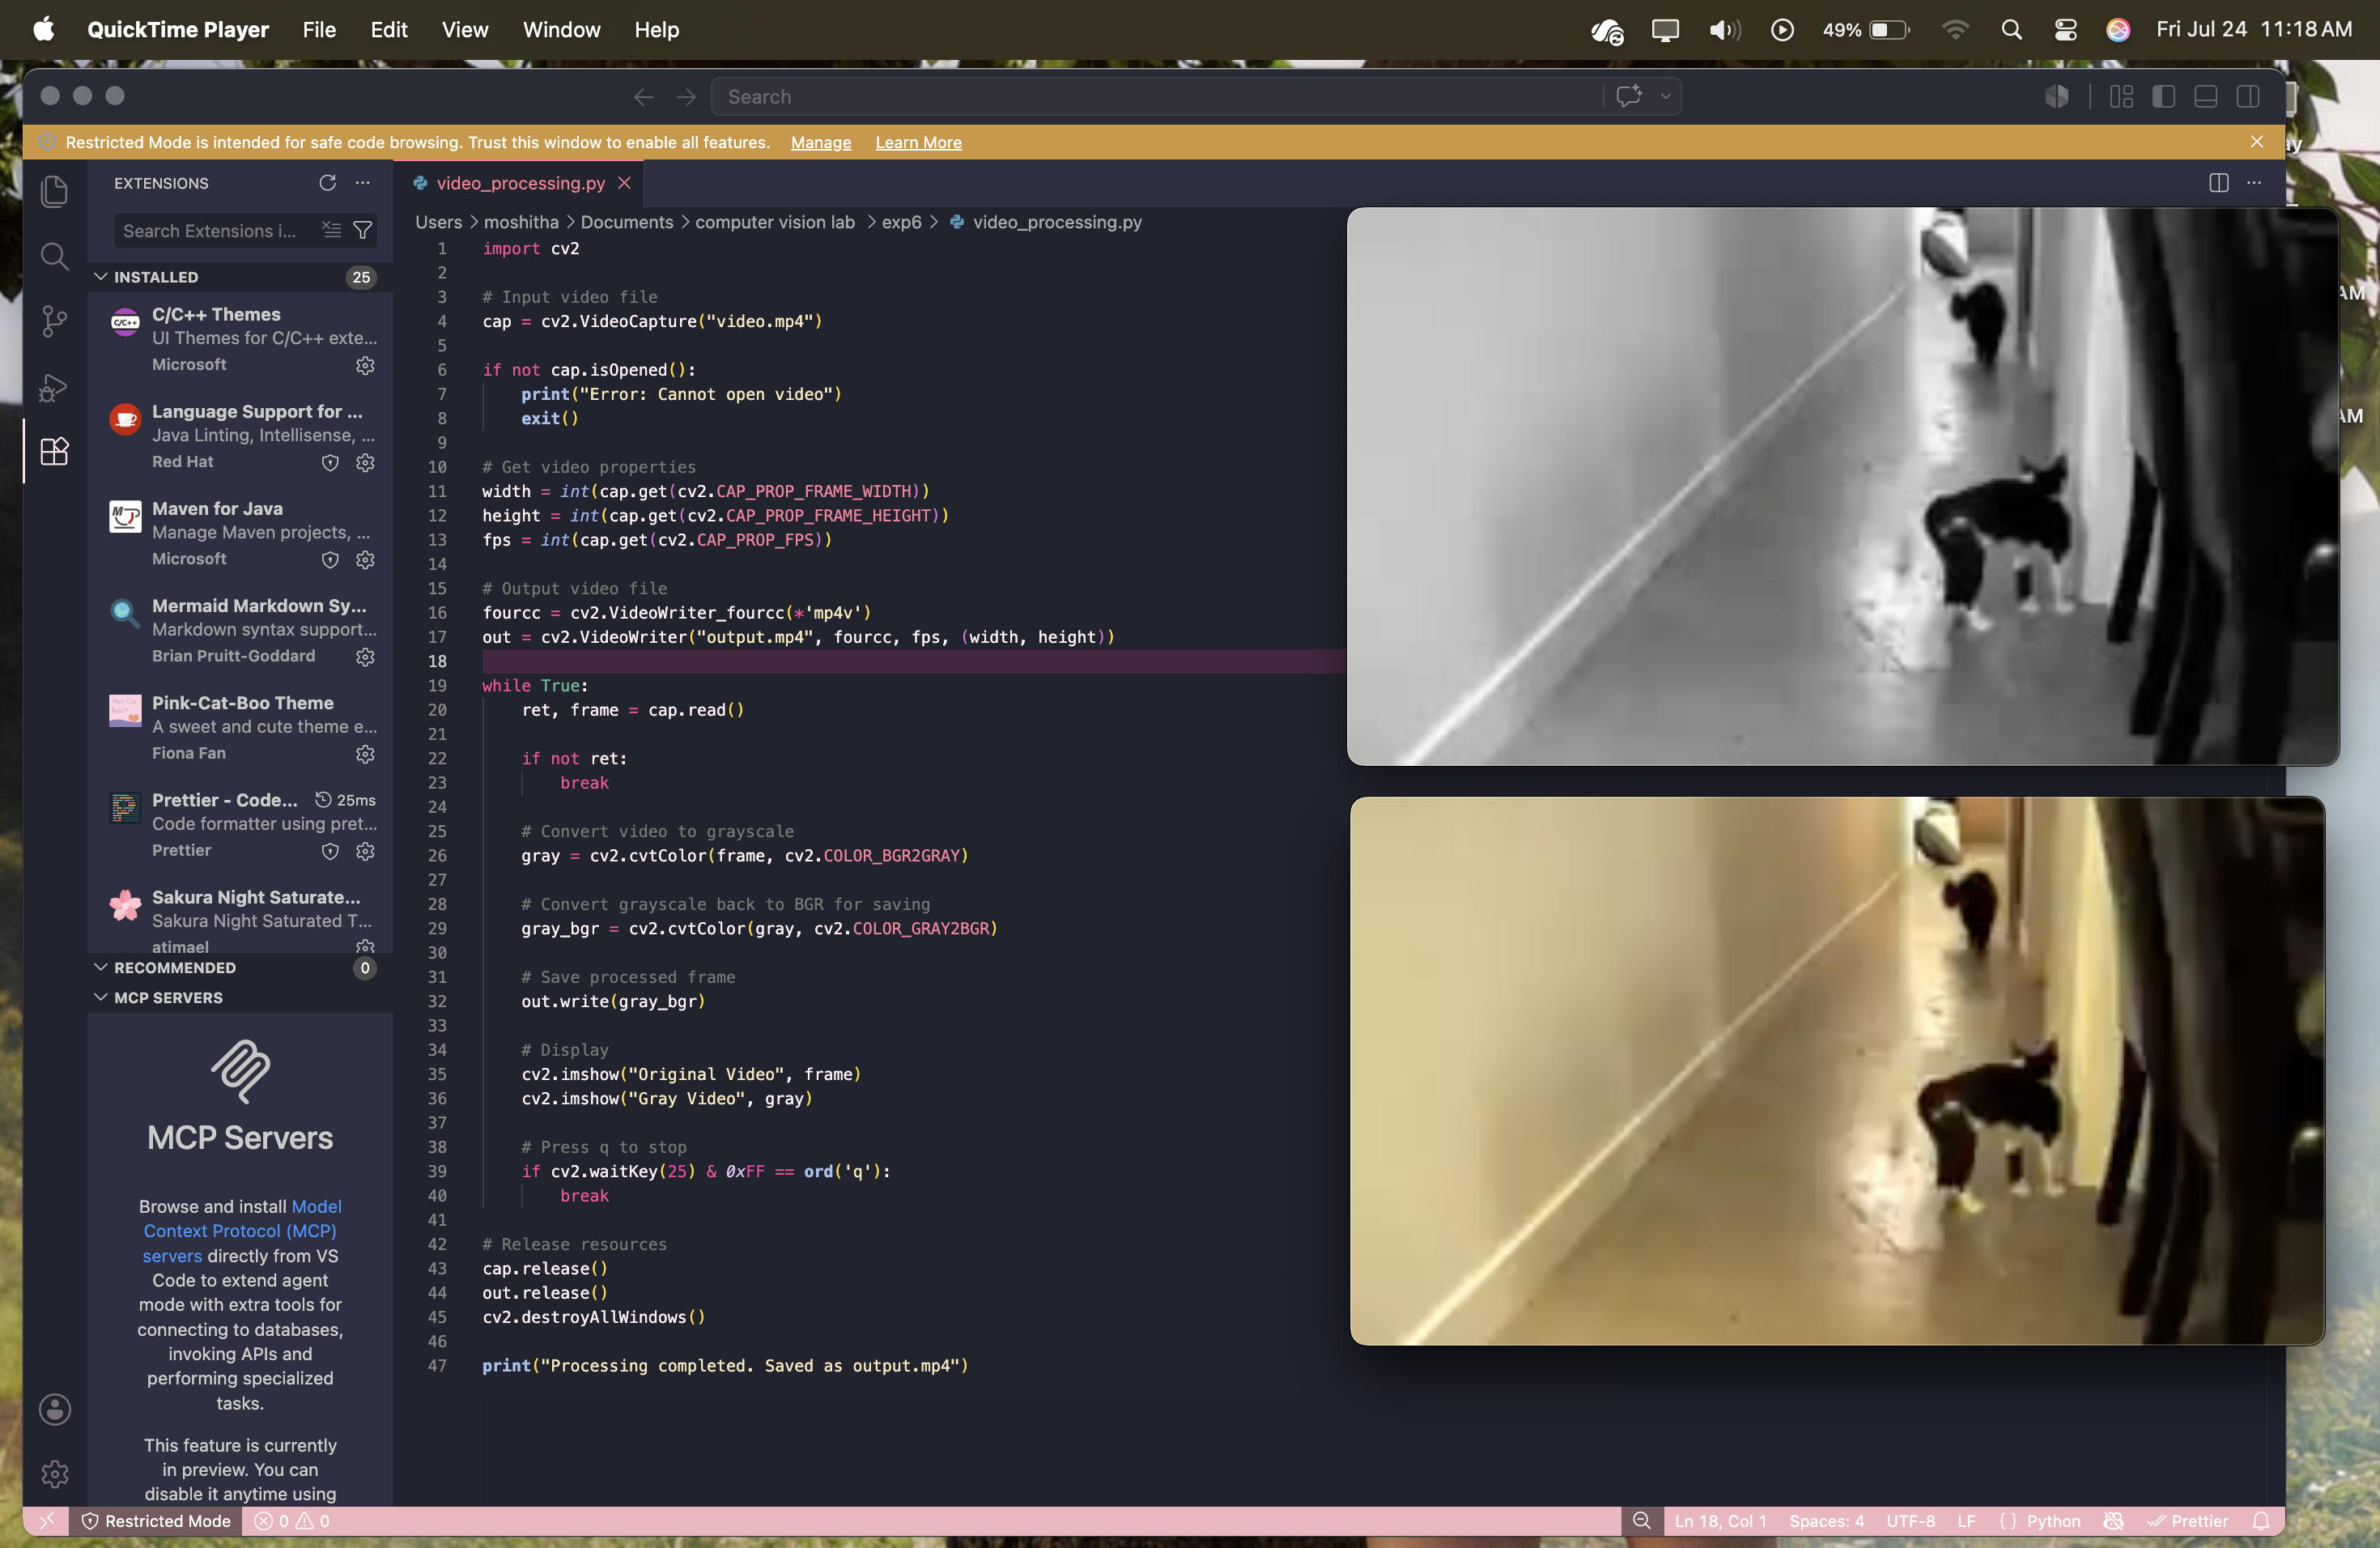 QuickTime Player File Edit View Window Help 49% Fri Jul 24 11:18 AM
Search
Restricted Mode is intended for safe code browsing. Trust this window to enable all features. Manage Learn More
EXTENSIONS
Search Extensions i...
INSTALLED 25
C/C++
C/C++ Themes
UI Themes for C/C++ exte...
Microsoft
Language Support for ...
Java Linting, Intellisense, ...
Red Hat
Maven for Java
Manage Maven projects, ...
Microsoft
Mermaid Markdown Sy...
Markdown syntax support...
Brian Pruitt-Goddard
Pink-Cat-Boo Theme
A sweet and cute theme e...
Fiona Fan
Prettier - Code... 25ms
Code formatter using pret...
Prettier
Sakura Night Saturate...
Sakura Night Saturated T...
atimael
RECOMMENDED 0
MCP SERVERS
MCP Servers
Browse and install Model
Context Protocol (MCP)
servers directly from VS
Code to extend agent
mode with extra tools for
connecting to databases,
invoking APIs and
performing specialized
tasks.
This feature is currently
in preview. You can
disable it anytime using
video_processing.py
Users > moshitha > Documents > computer vision lab > exp6 > video_processing.py
1 import cv2
2
3 # Input video file
4 cap = cv2.VideoCapture("video.mp4")
5
6 if not cap.isOpened():
7     print("Error: Cannot open video")
8     exit()
9
10 # Get video properties
11 width = int(cap.get(cv2.CAP_PROP_FRAME_WIDTH))
12 height = int(cap.get(cv2.CAP_PROP_FRAME_HEIGHT))
13 fps = int(cap.get(cv2.CAP_PROP_FPS))
14
15 # Output video file
16 fourcc = cv2.VideoWriter_fourcc(*'mp4v')
17 out = cv2.VideoWriter("output.mp4", fourcc, fps, (width, height))
18
19 while True:
20     ret, frame = cap.read()
21
22     if not ret:
23         break
24
25     # Convert video to grayscale
26     gray = cv2.cvtColor(frame, cv2.COLOR_BGR2GRAY)
27
28     # Convert grayscale back to BGR for saving
29     gray_bgr = cv2.cvtColor(gray, cv2.COLOR_GRAY2BGR)
30
31     # Save processed frame
32     out.write(gray_bgr)
33
34     # Display
35     cv2.imshow("Original Video", frame)
36     cv2.imshow("Gray Video", gray)
37
38     # Press q to stop
39     if cv2.waitKey(25) & 0xFF == ord('q'):
40         break
41
42 # Release resources
43 cap.release()
44 out.release()
45 cv2.destroyAllWindows()
46
47 print("Processing completed. Saved as output.mp4")
ay
AM
AM
Restricted Mode 0 0 Ln 18, Col 1 Spaces: 4 UTF-8 LF { } Python Prettier